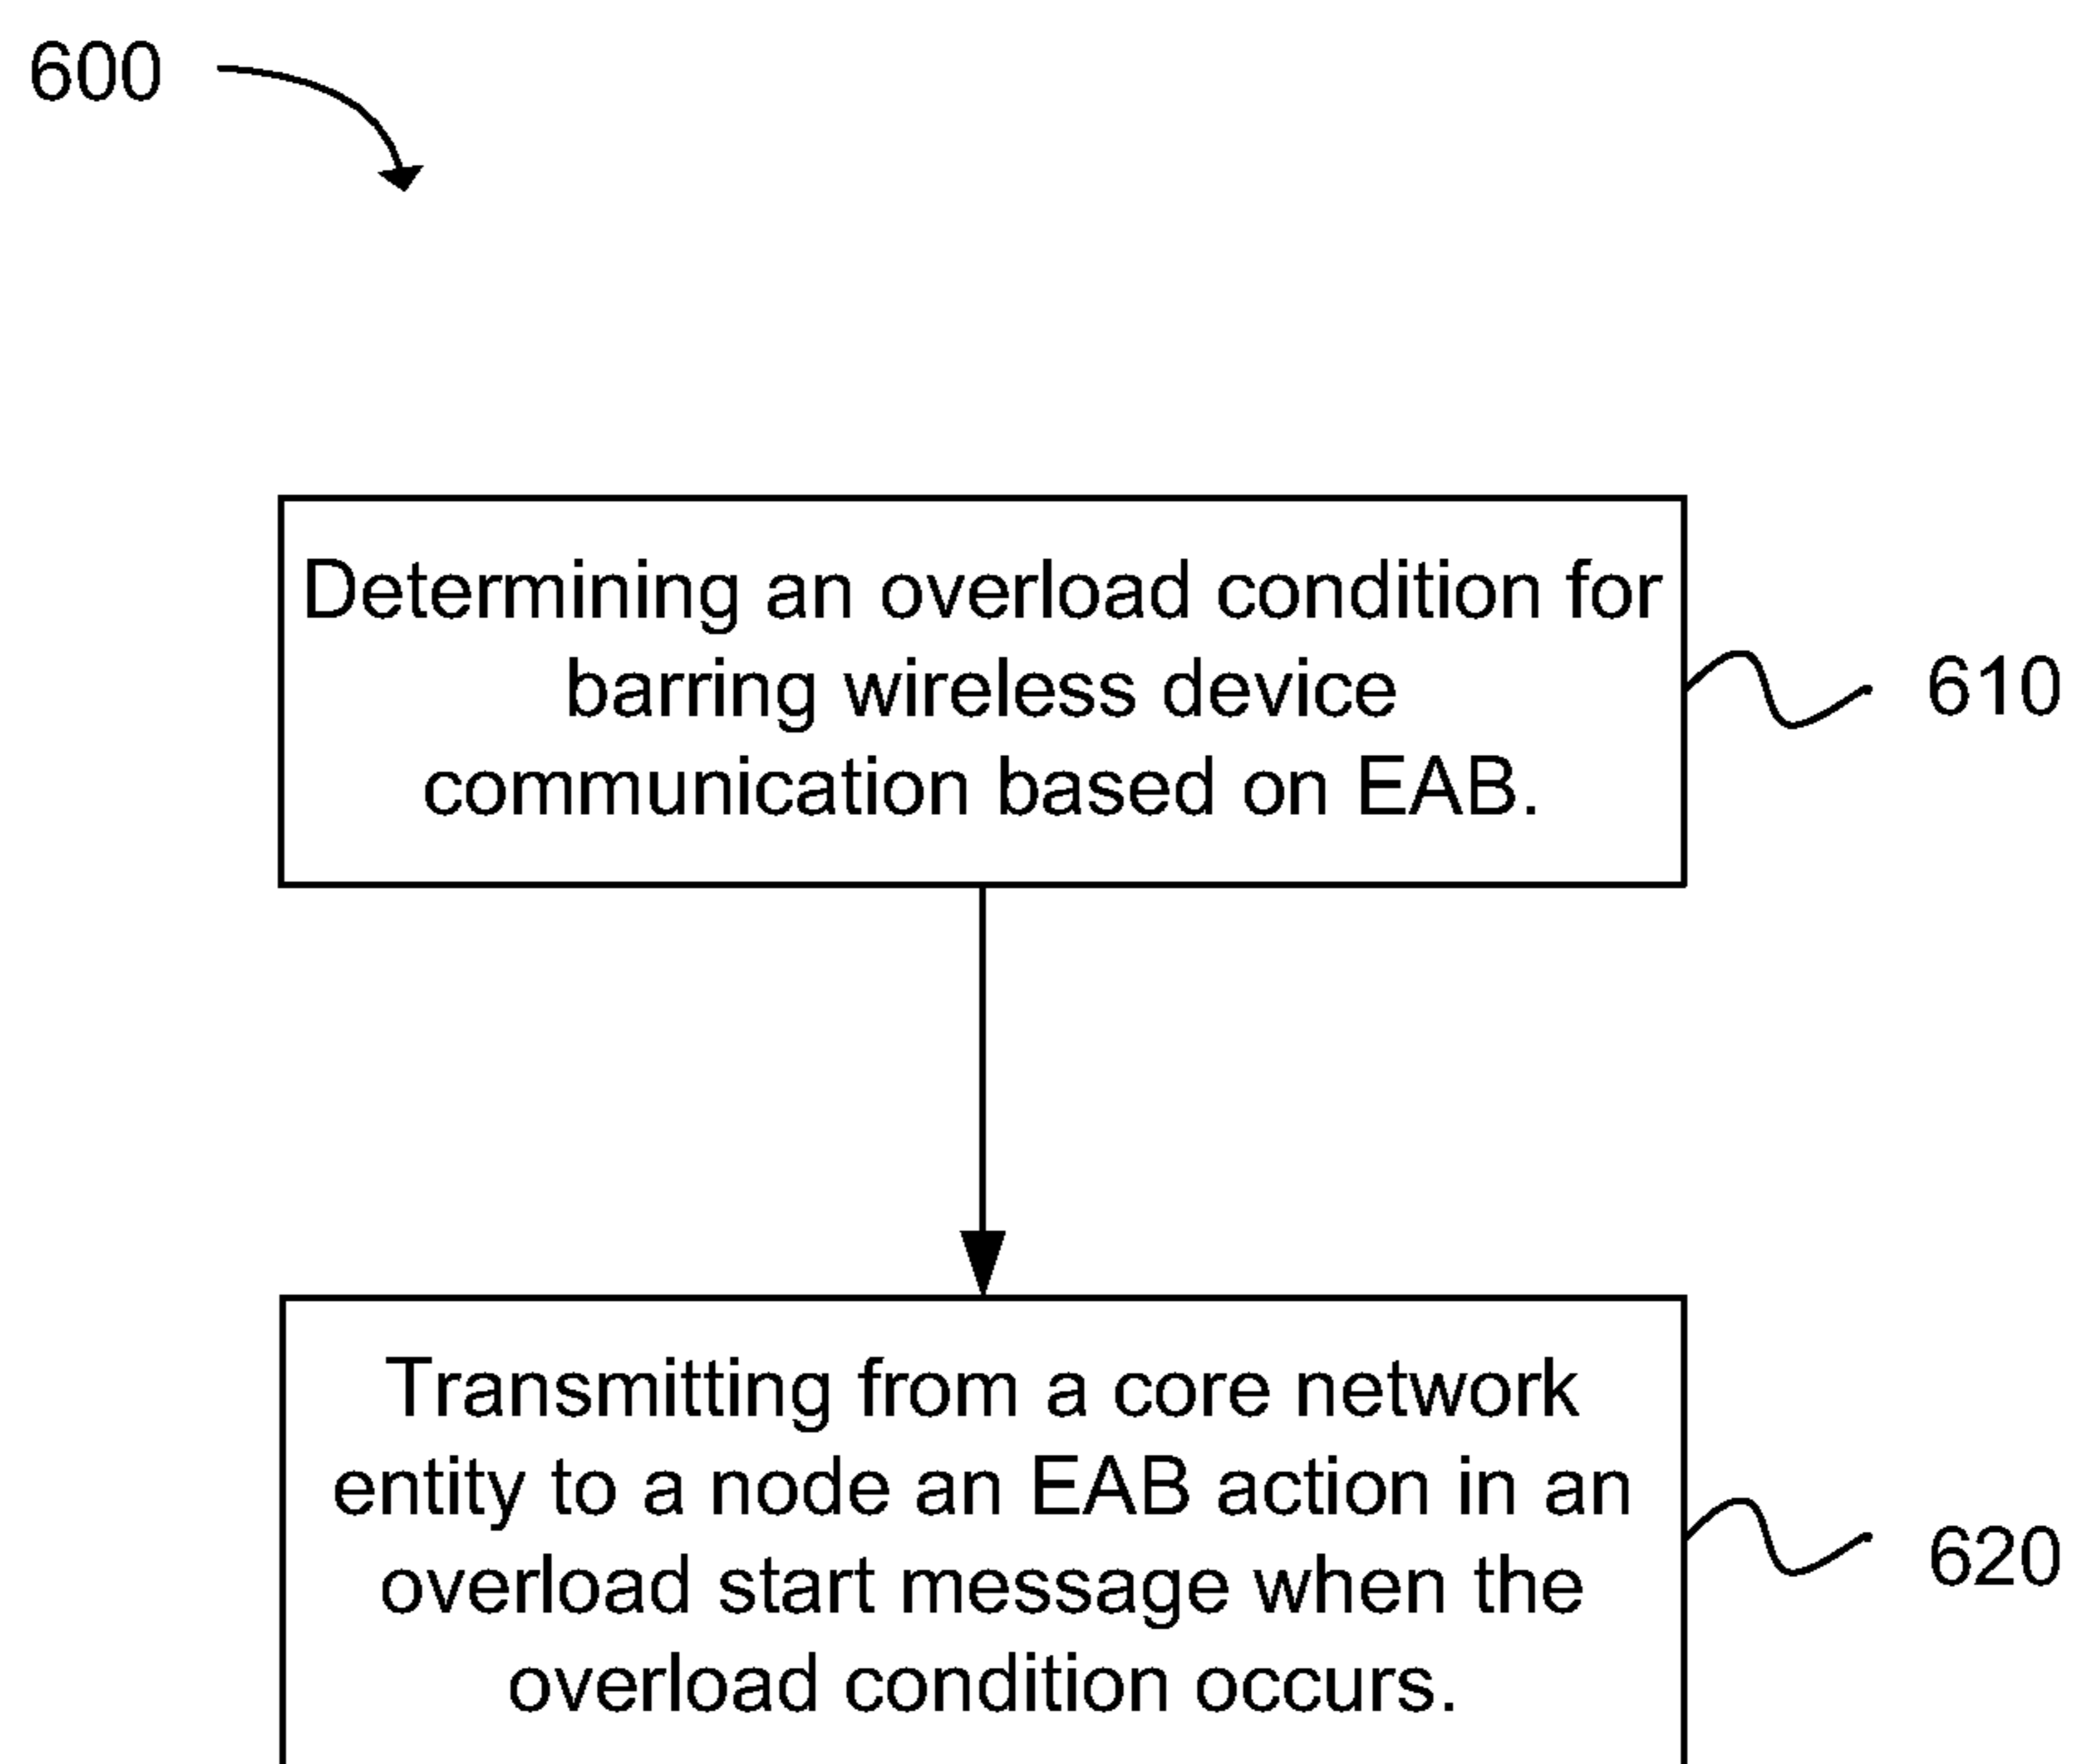 600
Determining an overload condition for
barring wireless device
communication based on EAB.
610
Transmitting from a core network
entity to a node an EAB action in an
overload start message when the
overload condition occurs.
620